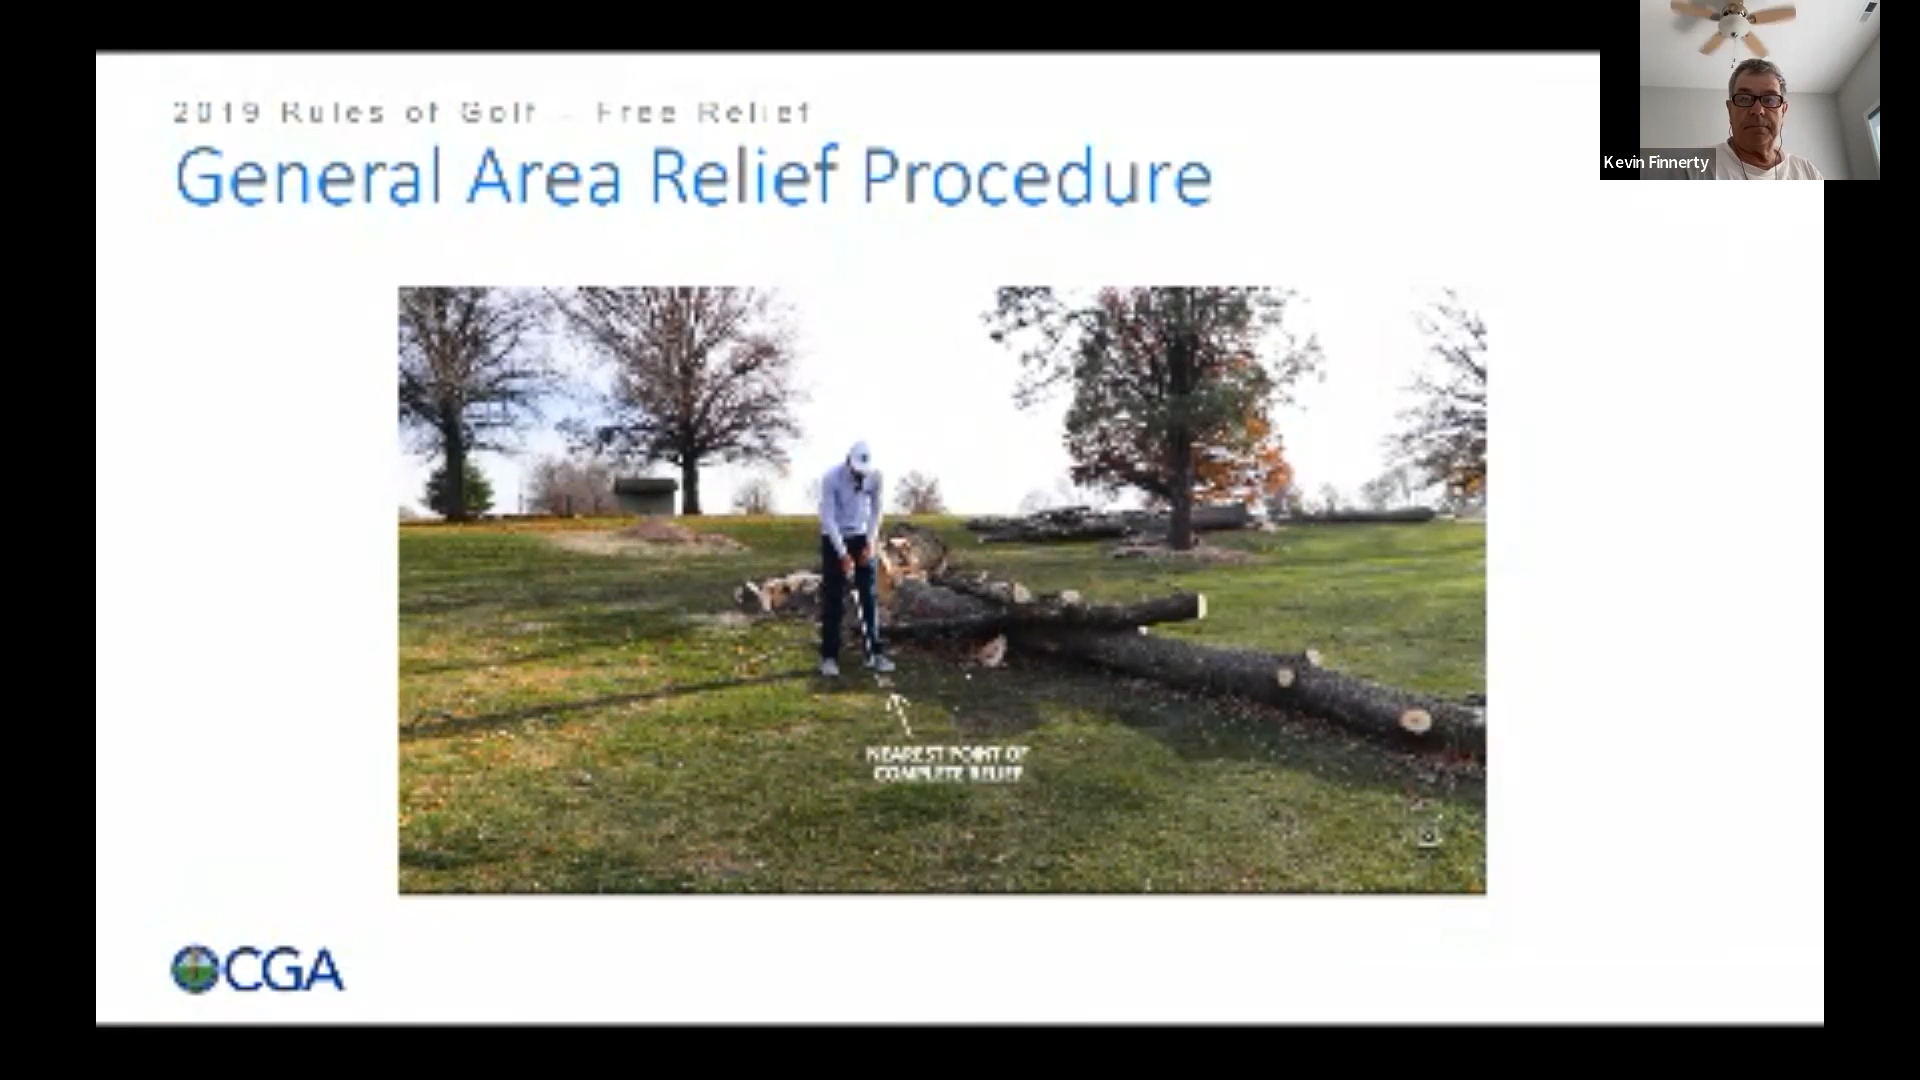 2019 Rules of Golf – Free Relief
General Area Relief Procedure
NEAREST POINT OF
COMPLETE RELIEF
CGA
Kevin Finnerty